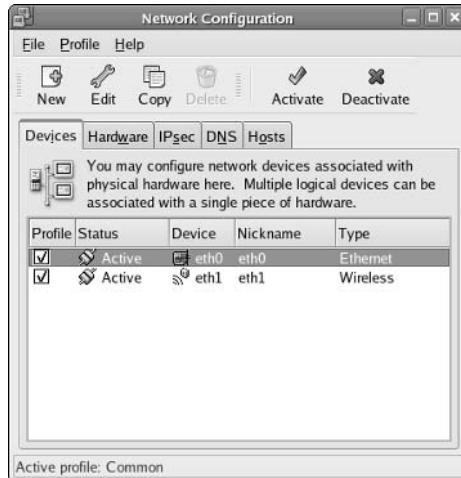 Network Configuration
File Profile Help
New Edit Copy Delete Activate Deactivate
Devices Hardware IPsec DNS Hosts
You may configure network devices associated with
physical hardware here. Multiple logical devices can be
associated with a single piece of hardware.
Profile Status Device Nickname Type
Active eth0 eth0 Ethernet
Active eth1 eth1 Wireless
Active profile: Common